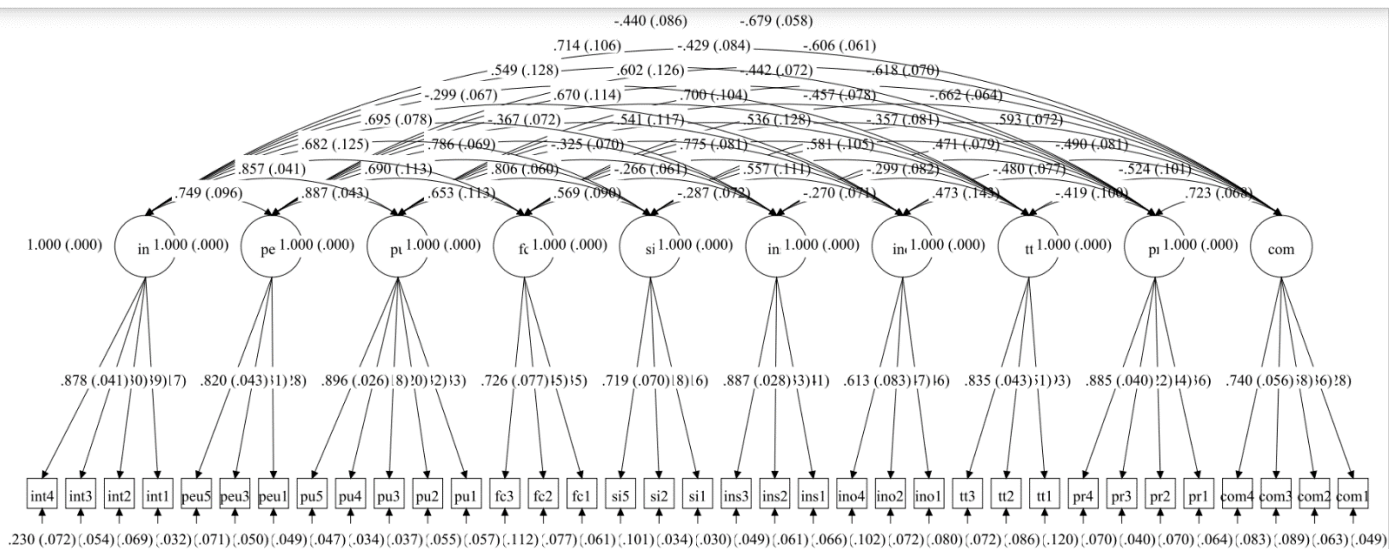 -.440 (.086) -.679 (.058)
.714 (.106) -.429 (.084) -.606 (.061)
.549 (.128) .602 (.126) -.442 (.072) -.618 (.070)
-.299 (.067) .670 (.114) .700 (.104) -.457 (.078) -.662 (.064)
.695 (.078) -.367 (.072) .541 (.117) .536 (.128) -.357 (.081) .593 (.072)
.682 (.125) .786 (.069) -.325 (.070) .775 (.081) .581 (.105) .471 (.079) -.490 (.081)
.857 (.041) .690 (.113) .806 (.060) -.266 (.061) .557 (.111) -.299 (.082) -.480 (.077) .524 (.101)
.749 (.096) .887 (.043) .653 (.113) .569 (.090) -.287 (.072) -.270 (.071) .473 (.143) -.419 (.100) .723 (.068)
1.000 (.000) in 1.000 (.000) pe 1.000 (.000) 1.000 (.000) 1.000 (.000) si 1.000 (.000) in 1.000 (.000) 1.000 (.000) tt 1.000 (.000) 1.000 (.000) com
.878 (.041) .820 (.043) .896 (.026) .726 (.077) .719 (.070) .887 (.028) .613 (.083) .835 (.043) .885 (.040) .740 (.056)
int4 int3 int2 int1 peu5 peu3 peu1 pu5 pu4 pu3 pu2 pu1 fc3 fc2 fc1 si5 si2 si1 ins3 ins2 ins1 ino4 ino2 ino1 tt3 tt2 tt1 pr4 pr3 pr2 pr1 com4 com3 com2 com1
.230 (.072) (.054) (.069) (.032) (.071) (.050) (.049) (.047) (.034) (.037) (.055) (.057) (.112) (.077) (.061) (.101) (.034) (.030) (.049) (.061) (.066) (.102) (.072) (.080) (.072) (.086) (.120) (.070) (.040) (.070) (.064) (.083) (.089) (.063) (.049)